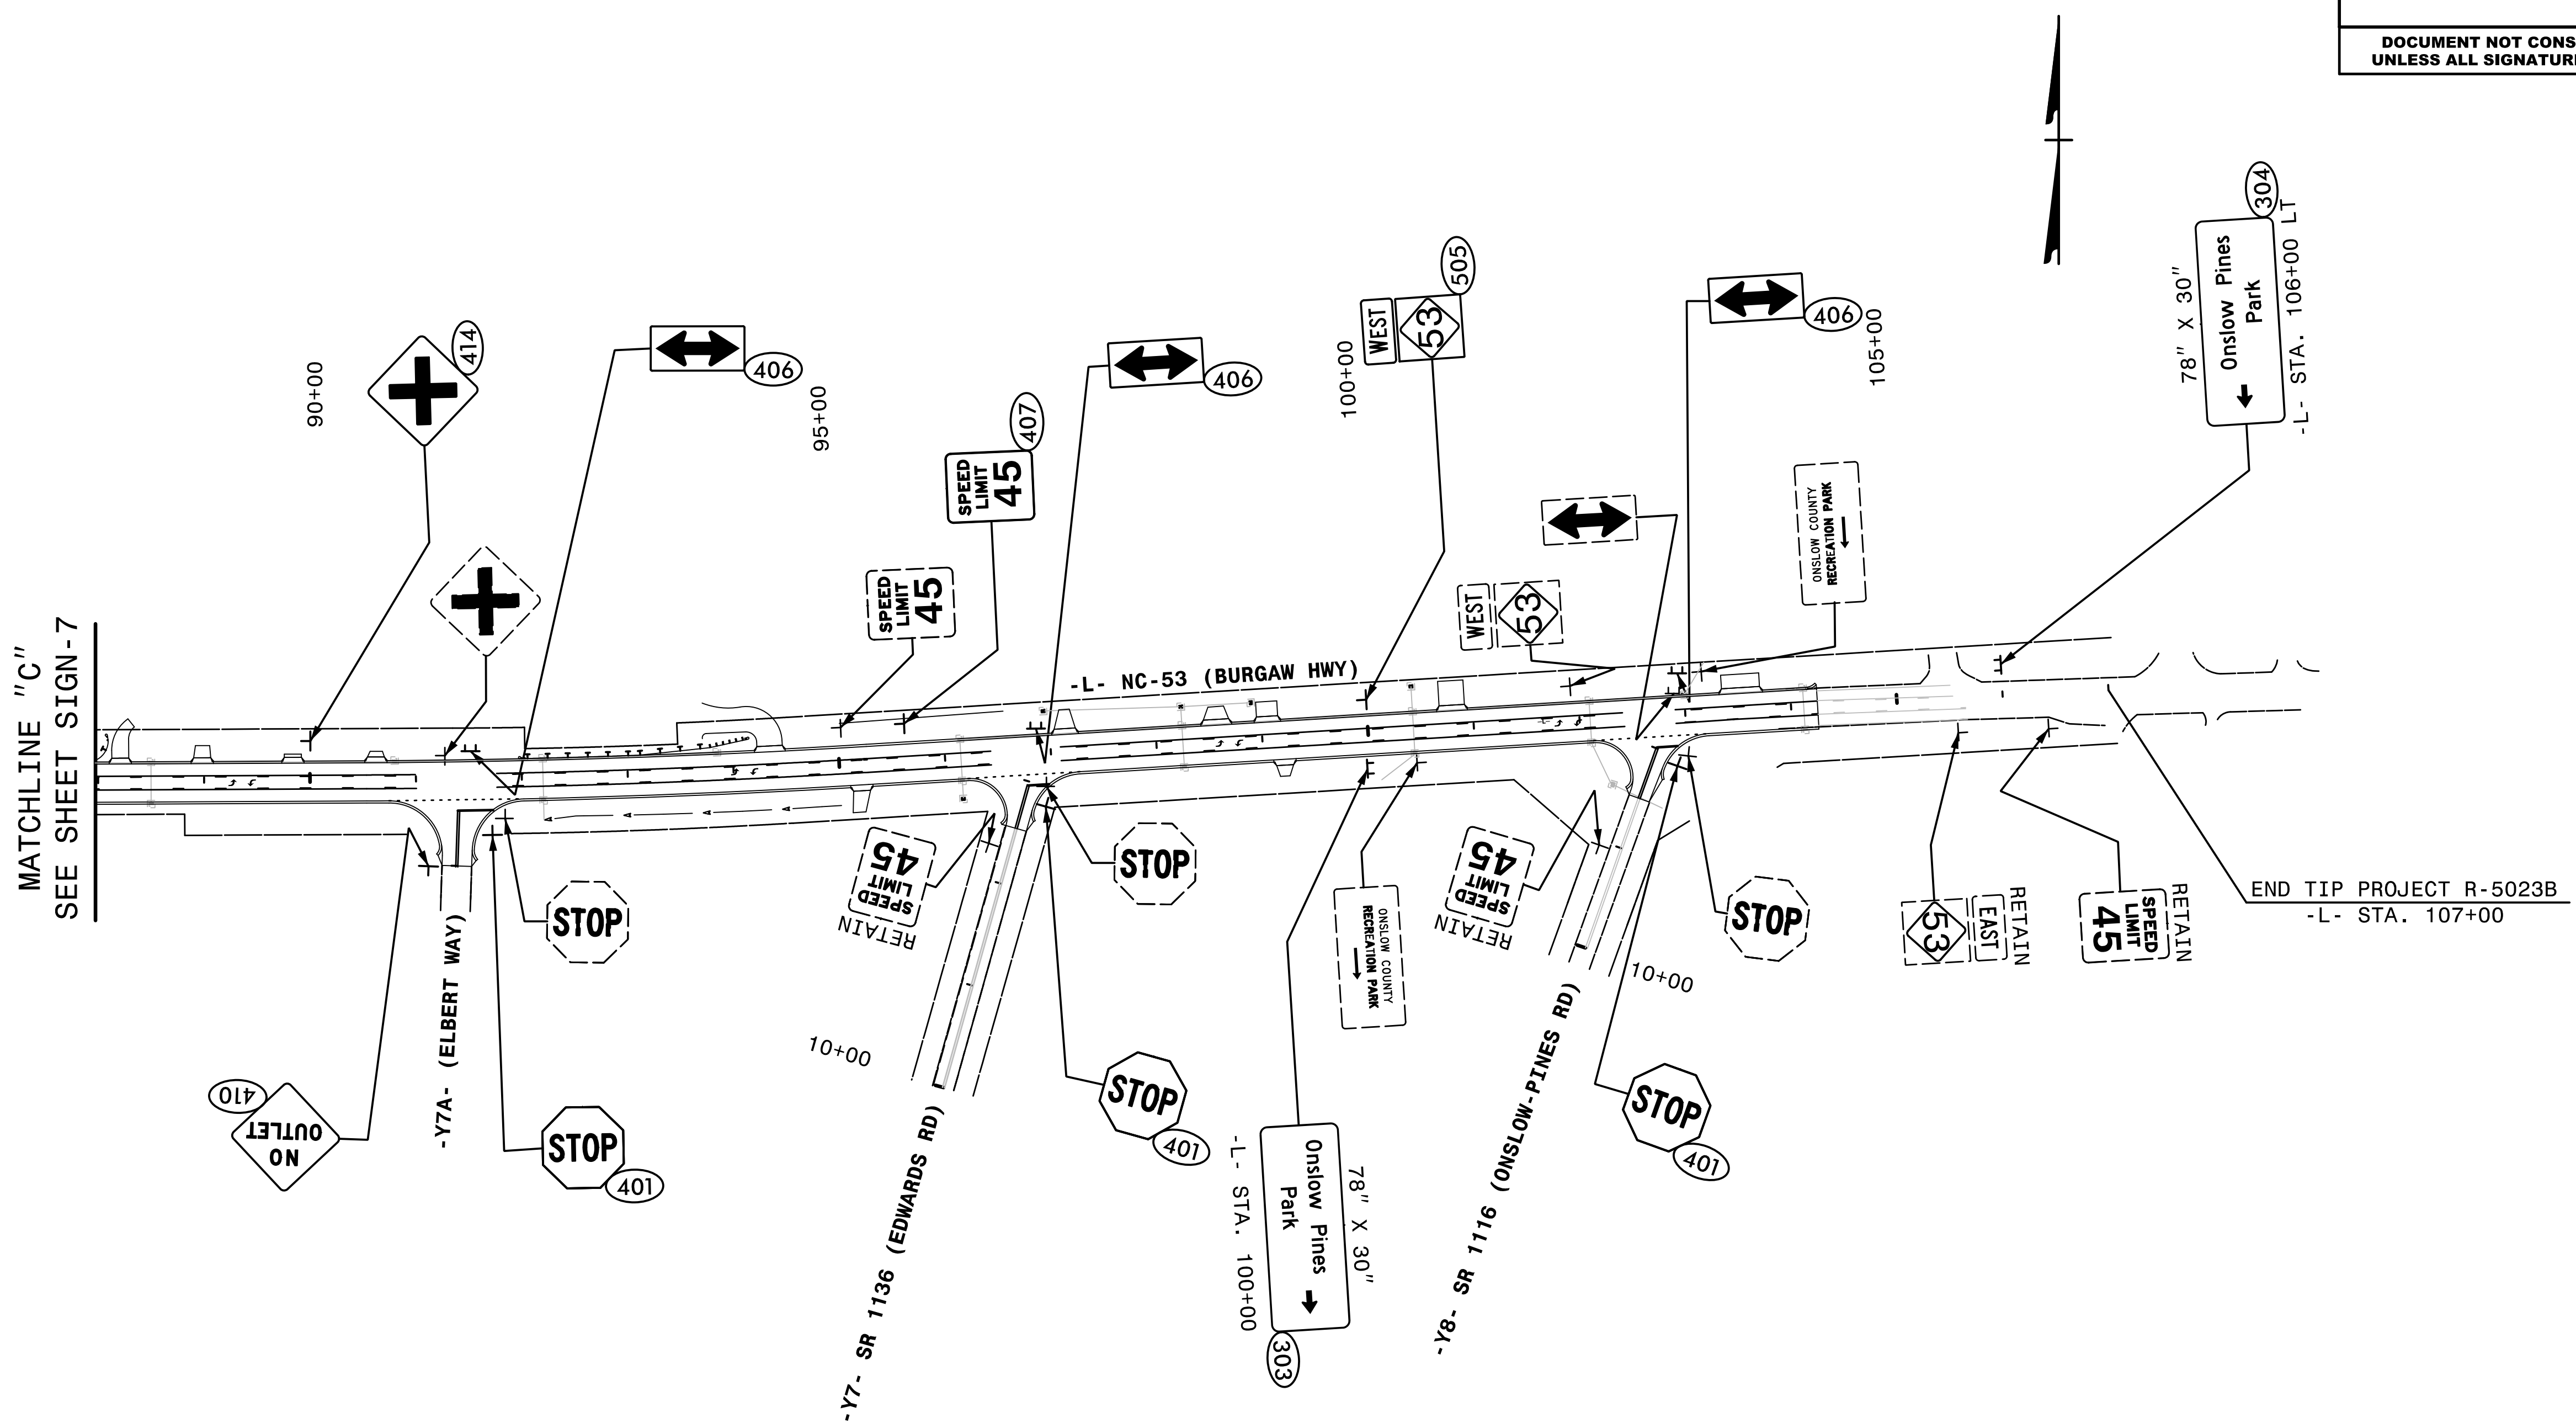 DOCUMENT NOT CONS
UNLESS ALL SIGNATUR
MATCHLINE "C"
SEE SHEET SIGN-7
90+00
414
406
95+00
SPEED
LIMIT
45
407
SPEED
LIMIT
45
406
100+00
WEST
53
505
WEST
53
406
105+00
ONSLOW COUNTY
RECREATION PARK
78" X 30"
Onslow Pines
Park
304
-L- STA. 106+00 LT
-L- NC-53 (BURGAW HWY)
NO
OUTLET
410
-Y7A- (ELBERT WAY)
STOP
STOP
401
SPEED
LIMIT
45
RETAIN
10+00
-Y7- SR 1136 (EDWARDS RD)
STOP
STOP
401
-L- STA. 100+00
Onslow Pines
Park
78" X 30"
303
ONSLOW COUNTY
RECREATION PARK
SPEED
LIMIT
45
RETAIN
10+00
-Y8- SR 1116 (ONSLOW-PINES RD)
STOP
STOP
401
EAST
53
RETAIN
SPEED
LIMIT
45
RETAIN
END TIP PROJECT R-5023B
-L- STA. 107+00